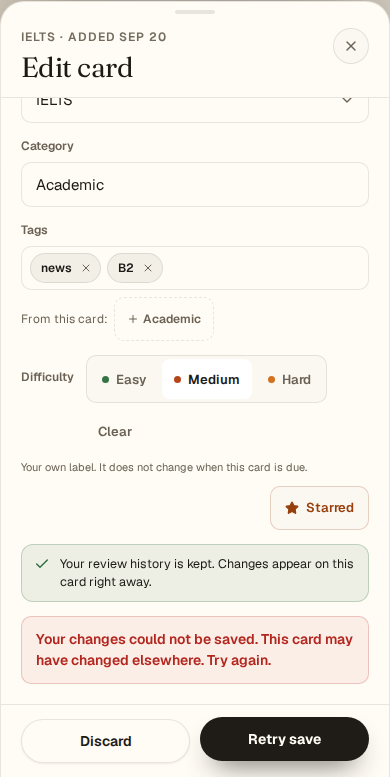 IELTS · ADDED SEP 20
Edit card
IELTS
Category
Academic
Tags
news
B2
From this card:
+ Academic
Difficulty
Easy
Medium
Hard
Clear
Your own label. It does not change when this card is due.
Starred
Your review history is kept. Changes appear on this
card right away.
Your changes could not be saved. This card may
have changed elsewhere. Try again.
Discard
Retry save